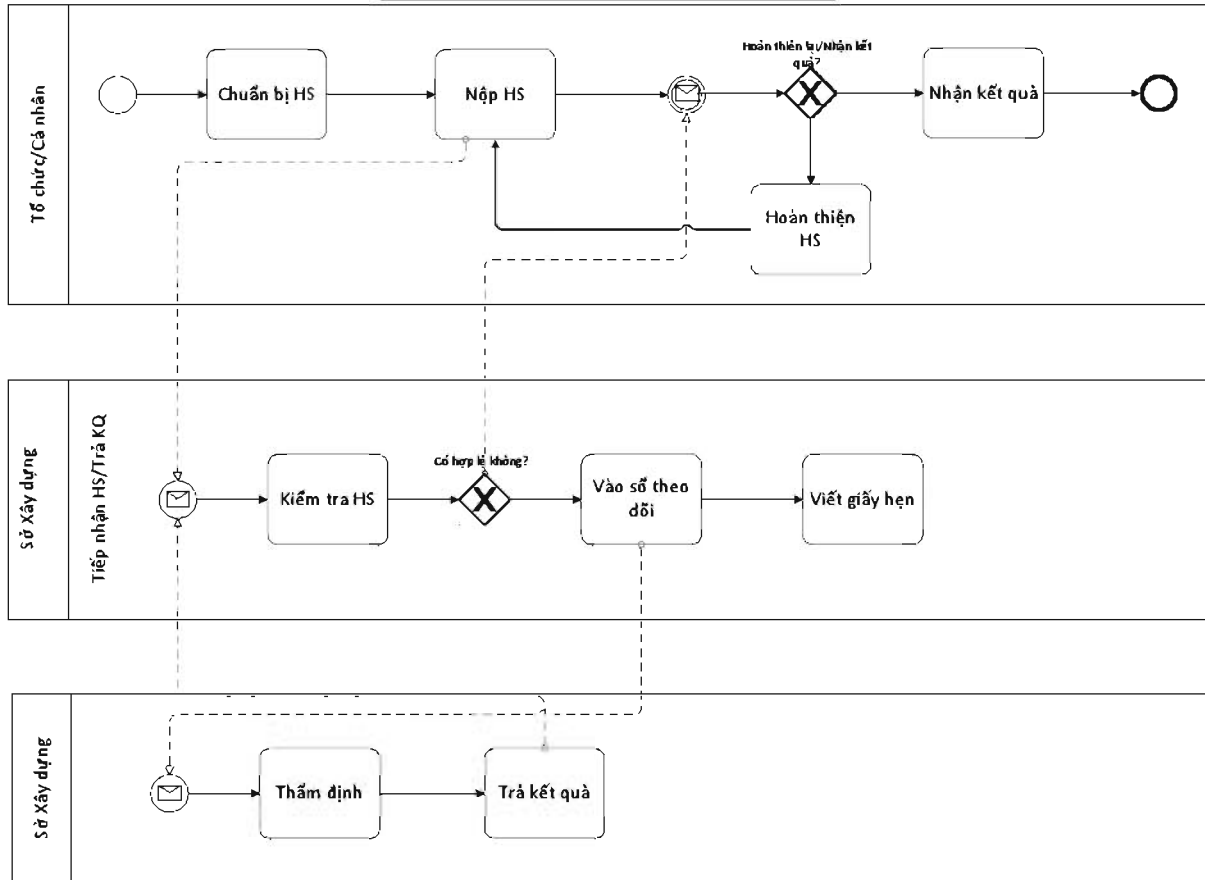 Tổ chức/Cá nhân
Chuẩn bị HS
Nộp HS
Hoàn thiện lại/Nhận kết
quả?
Nhận kết quả
Hoàn thiện
HS
Sở Xây dựng
Tiếp nhận HS/Trả KQ
Kiểm tra HS
Có hợp lệ không?
Vào sổ theo
dõi
Viết giấy hẹn
Sở Xây dựng
Thẩm định
Trả kết quả